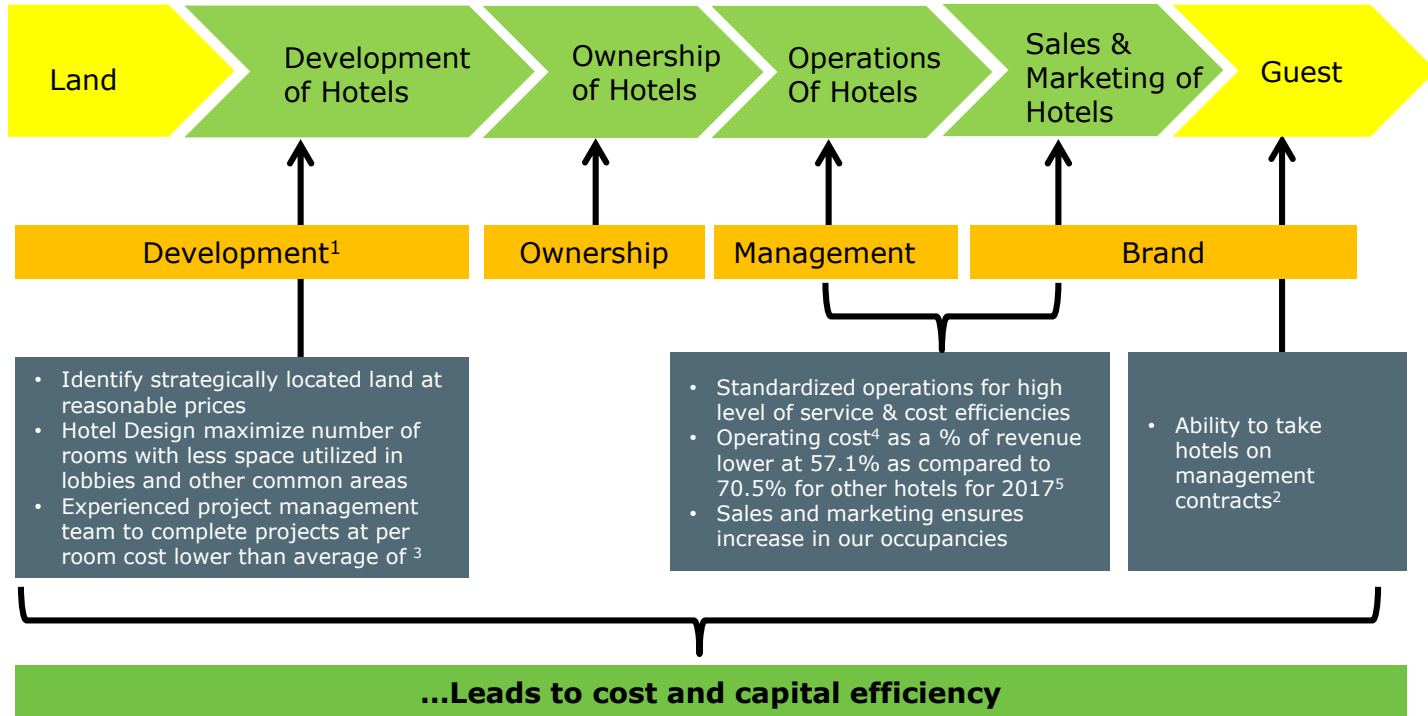 Land
Development
of Hotels
Ownership
of Hotels
Operations
Of Hotels
Sales &
Marketing of
Hotels
Guest
Development¹
Ownership
Management
Brand
• Identify strategically located land at
reasonable prices
• Hotel Design maximize number of
rooms with less space utilized in
lobbies and other common areas
• Experienced project management
team to complete projects at per
room cost lower than average of ³
• Standardized operations for high
level of service & cost efficiencies
• Operating cost⁴ as a % of revenue
lower at 57.1% as compared to
70.5% for other hotels for 2017⁵
• Sales and marketing ensures
increase in our occupancies
• Ability to take
hotels on
management
contracts²
...Leads to cost and capital efficiency